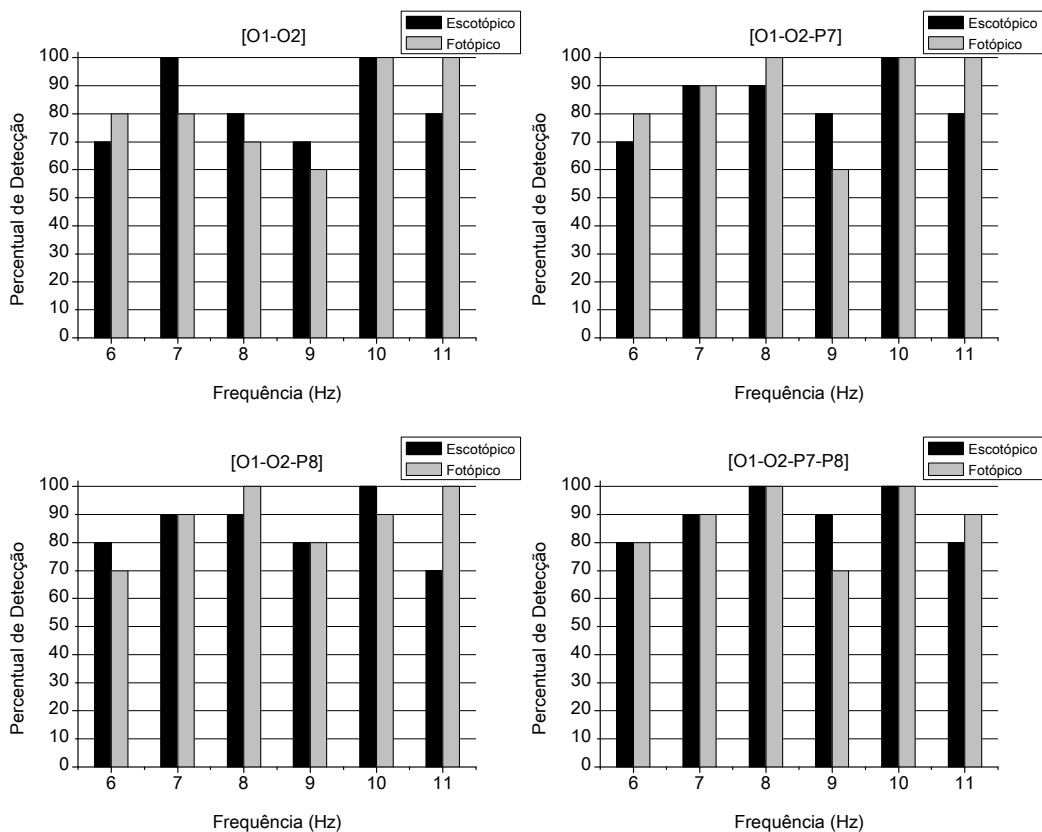 [O1-O2]
Escotópico
Fotópico
Percentual de Detecção
100
90
80
70
60
50
40
30
20
10
0
6 7 8 9 10 11
Frequência (Hz)
[O1-O2-P7]
Escotópico
Fotópico
Percentual de Detecção
100
90
80
70
60
50
40
30
20
10
0
6 7 8 9 10 11
Frequência (Hz)
[O1-O2-P8]
Escotópico
Fotópico
Percentual de Detecção
100
90
80
70
60
50
40
30
20
10
0
6 7 8 9 10 11
Frequência (Hz)
[O1-O2-P7-P8]
Escotópico
Fotópico
Percentual de Detecção
100
90
80
70
60
50
40
30
20
10
0
6 7 8 9 10 11
Frequência (Hz)